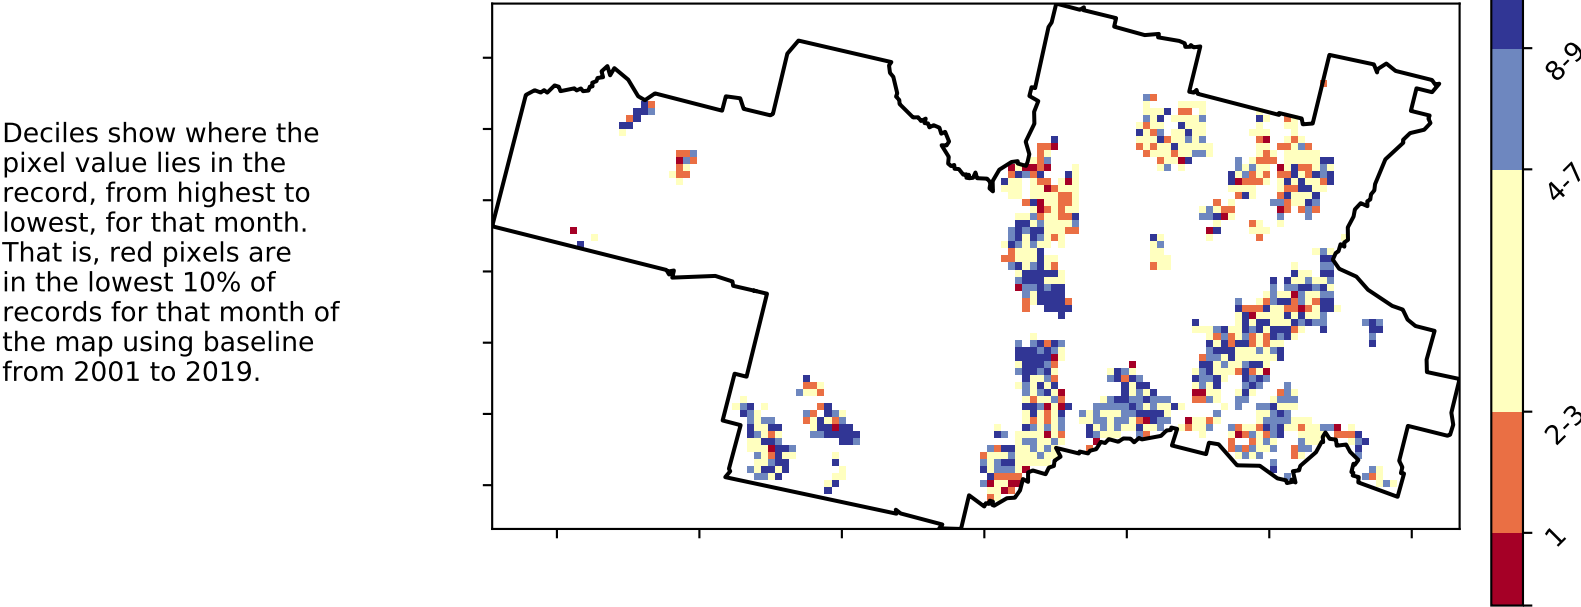 Deciles show where the
pixel value lies in the
record, from highest to
lowest, for that month.
That is, red pixels are
in the lowest 10% of
records for that month of
the map using baseline
from 2001 to 2019.
8-9
4-7
2-3
1